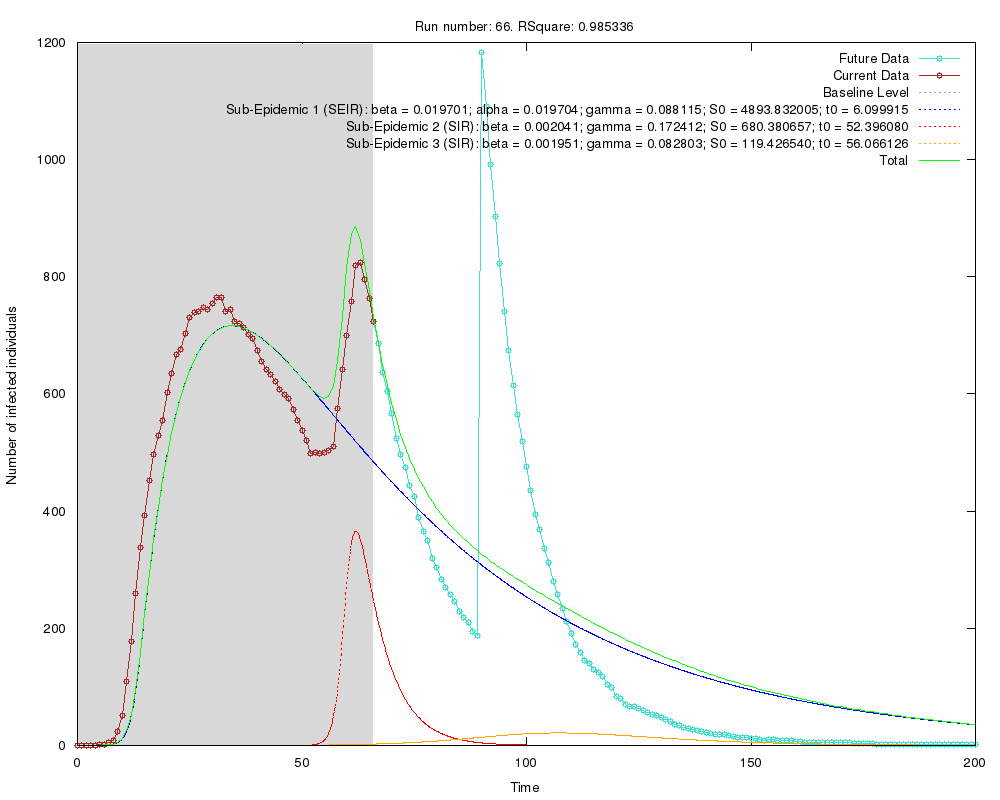 Run number: 66. RSquare: 0.985336
1200
1000
800
600
400
200
0
0
50
100
150
200
Number of infected individuals
Time
Future Data
Current Data
Baseline Level
Sub-Epidemic 1 (SEIR): beta = 0.019701; alpha = 0.019704; gamma = 0.088115; S0 = 4893.832005; t0 = 6.099915
Sub-Epidemic 2 (SIR): beta = 0.002041; gamma = 0.172412; S0 = 680.380657; t0 = 52.396080
Sub-Epidemic 3 (SIR): beta = 0.001951; gamma = 0.082803; S0 = 119.426540; t0 = 56.066126
Total